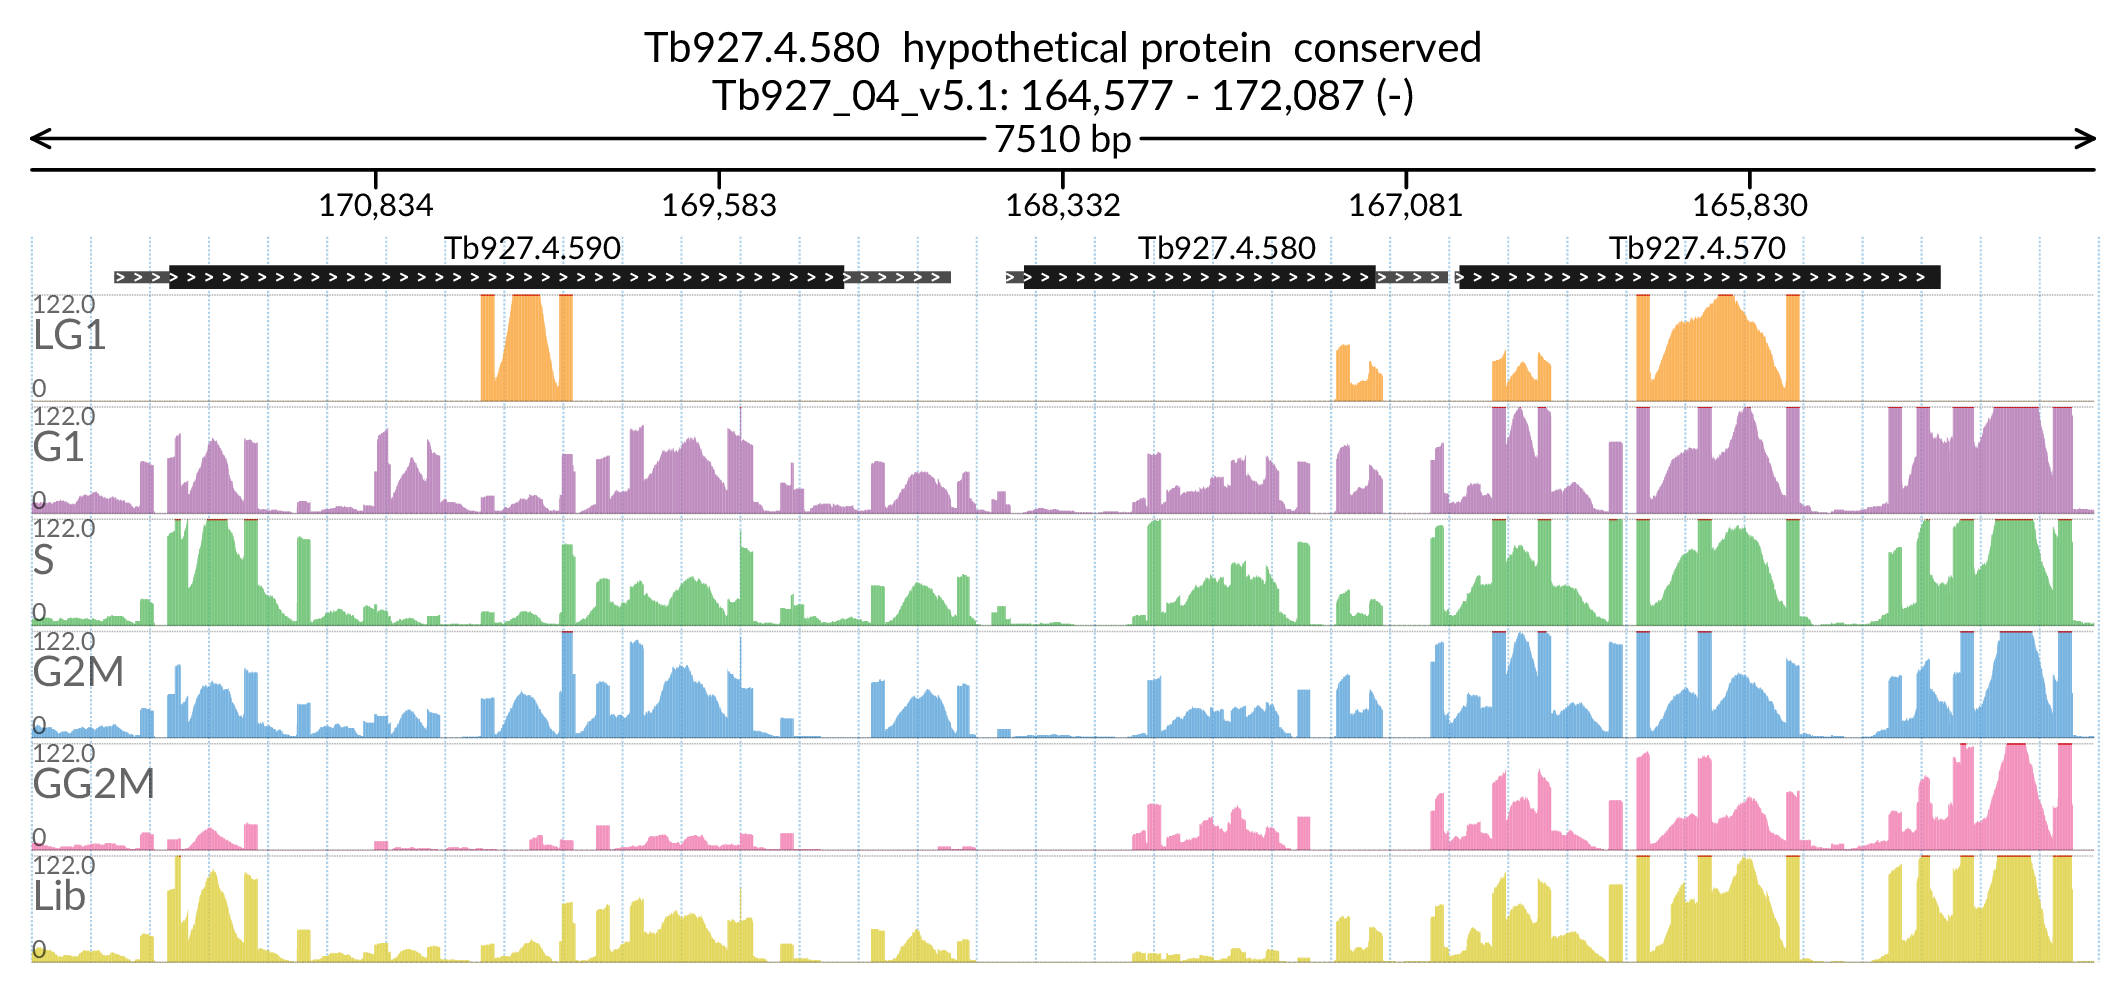 Tb927.4.580  hypothetical protein  conserved
Tb927_04_v5.1: 164,577 - 172,087 (-)
7510 bp
170,834 169,583 168,332 167,081 165,830
Tb927.4.590 Tb927.4.580 Tb927.4.570
122.0
LG1
0
122.0
G1
0
122.0
S
0
122.0
G2M
0
122.0
GG2M
0
122.0
Lib
0